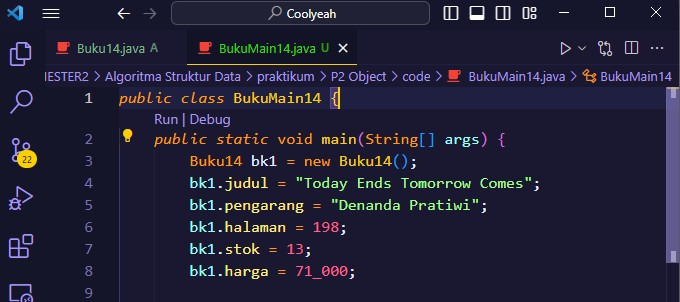 Coolyeah
Buku14.java A
BukuMain14.java U
IESTER2 > Algoritma Struktur Data > praktikum > P2 Object > code > BukuMain14.java > BukuMain14
1 public class BukuMain14 {
Run | Debug
2 public static void main(String[] args) {
3 Buku14 bk1 = new Buku14();
4 bk1.judul = "Today Ends Tomorrow Comes";
5 bk1.pengarang = "Denanda Pratiwi";
6 bk1.halaman = 198;
7 bk1.stok = 13;
8 bk1.harga = 71_000;
9
22